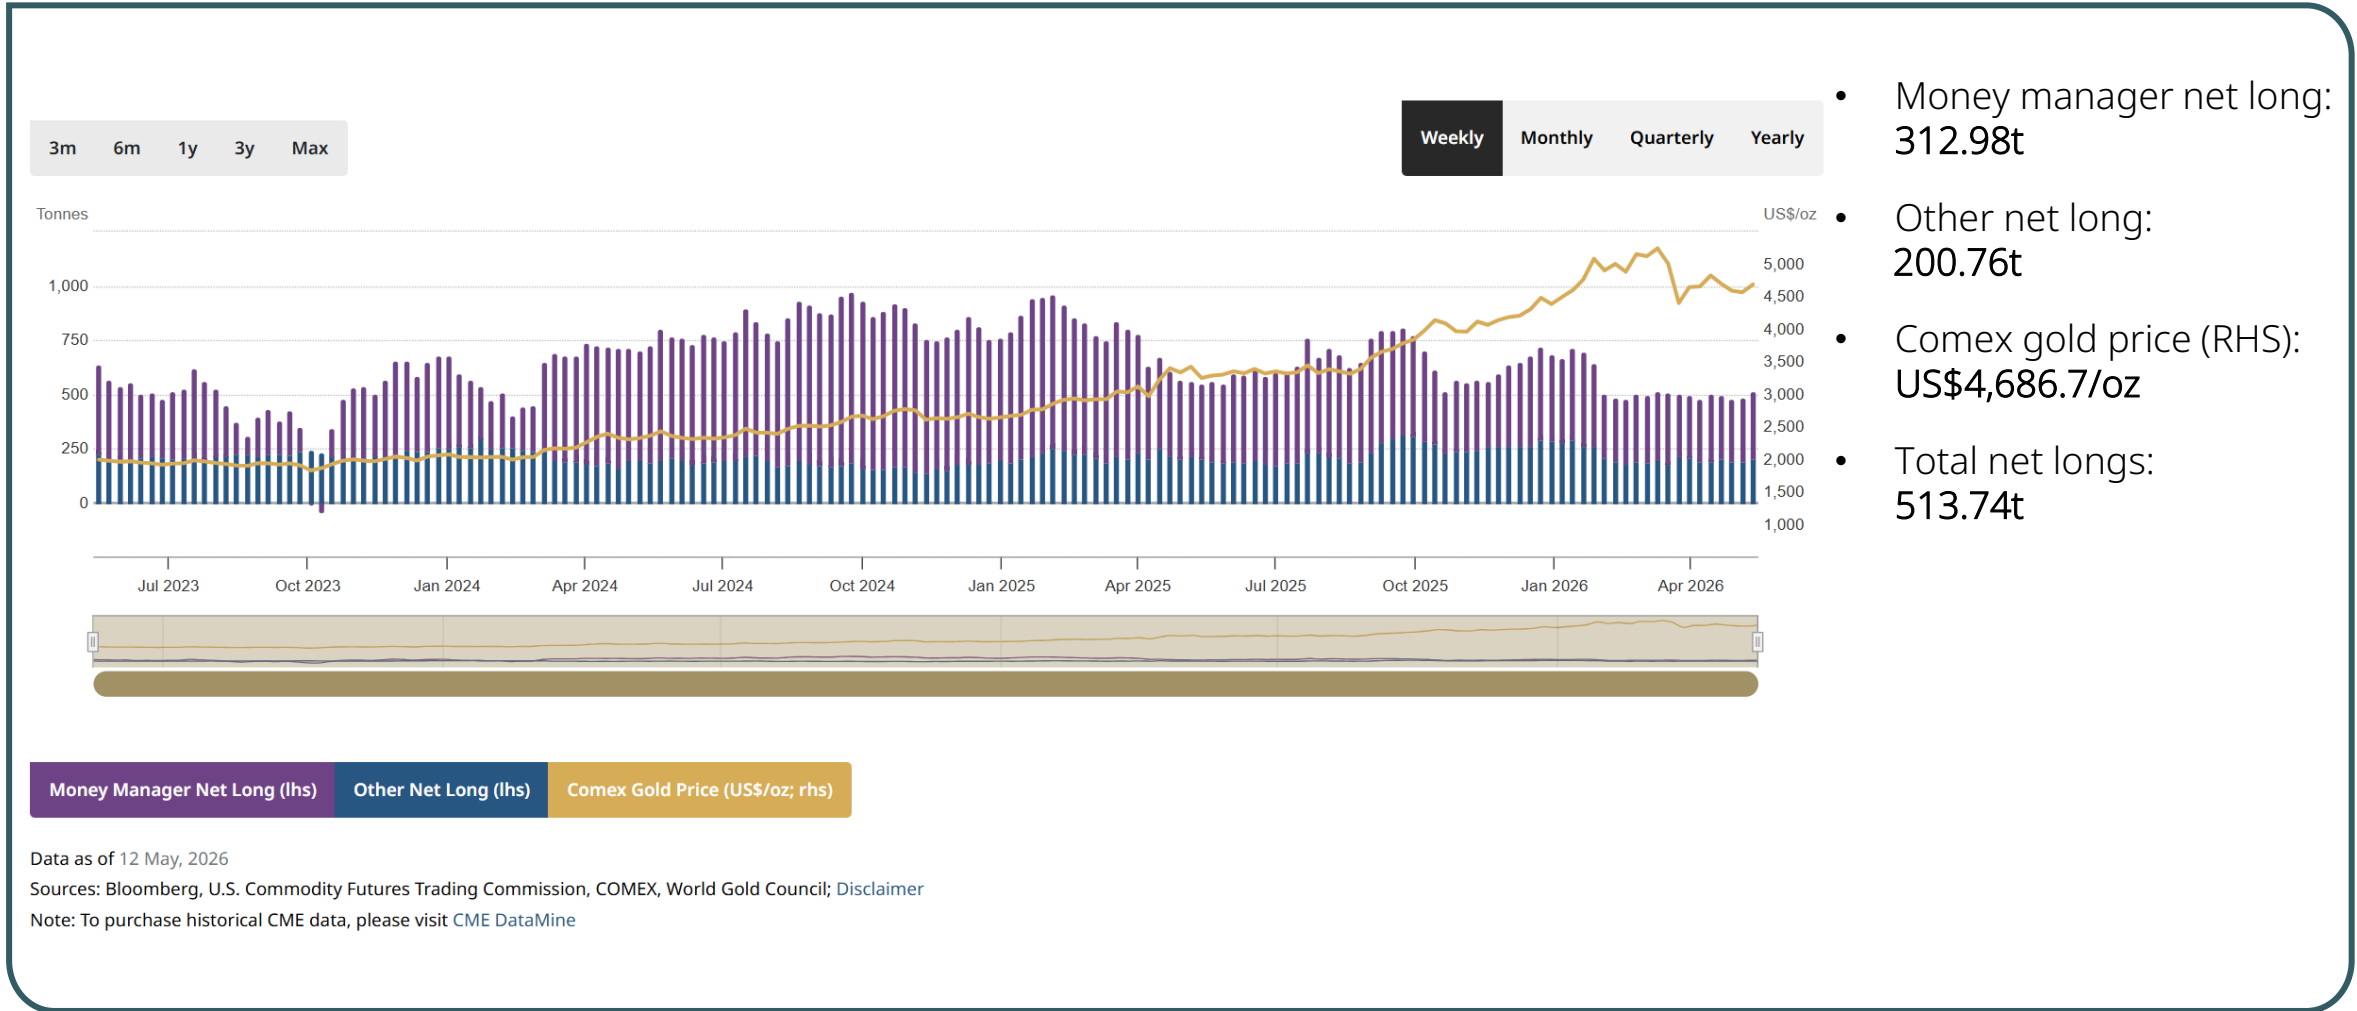 3m 6m 1y 3y Max
Weekly Monthly Quarterly Yearly
Tonnes
US$/oz
1,000
750
500
250
0
5,000
4,500
4,000
3,500
3,000
2,500
2,000
1,500
1,000
Jul 2023 Oct 2023 Jan 2024 Apr 2024 Jul 2024 Oct 2024 Jan 2025 Apr 2025 Jul 2025 Oct 2025 Jan 2026 Apr 2026
Money Manager Net Long (lhs) Other Net Long (lhs) Comex Gold Price (US$/oz; rhs)
Data as of 12 May, 2026
Sources: Bloomberg, U.S. Commodity Futures Trading Commission, COMEX, World Gold Council; Disclaimer
Note: To purchase historical CME data, please visit CME DataMine
• Money manager net long:
312.98t
• Other net long:
200.76t
• Comex gold price (RHS):
US$4,686.7/oz
• Total net longs:
513.74t